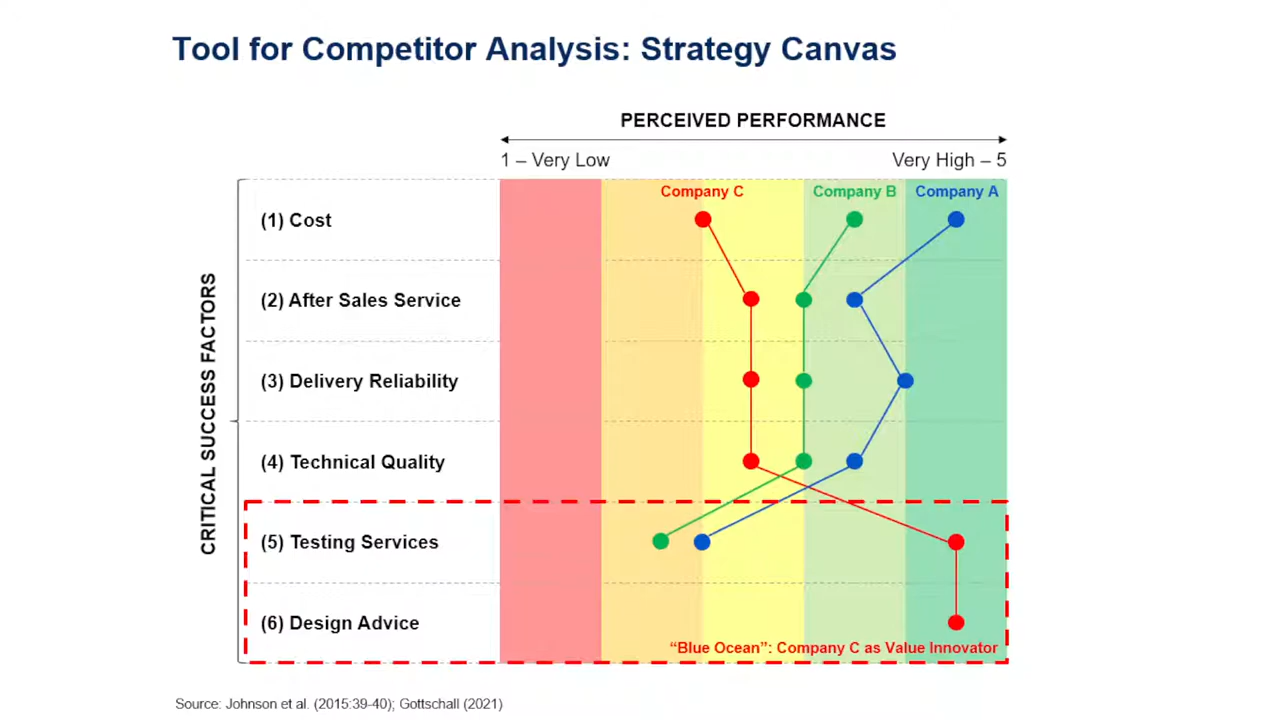 Tool for Competitor Analysis: Strategy Canvas
PERCEIVED PERFORMANCE
1 – Very Low
Very High – 5
Company C
Company B
Company A
CRITICAL SUCCESS FACTORS
(1) Cost
(2) After Sales Service
(3) Delivery Reliability
(4) Technical Quality
(5) Testing Services
(6) Design Advice
“Blue Ocean”: Company C as Value Innovator
Source: Johnson et al. (2015:39-40); Gottschall (2021)